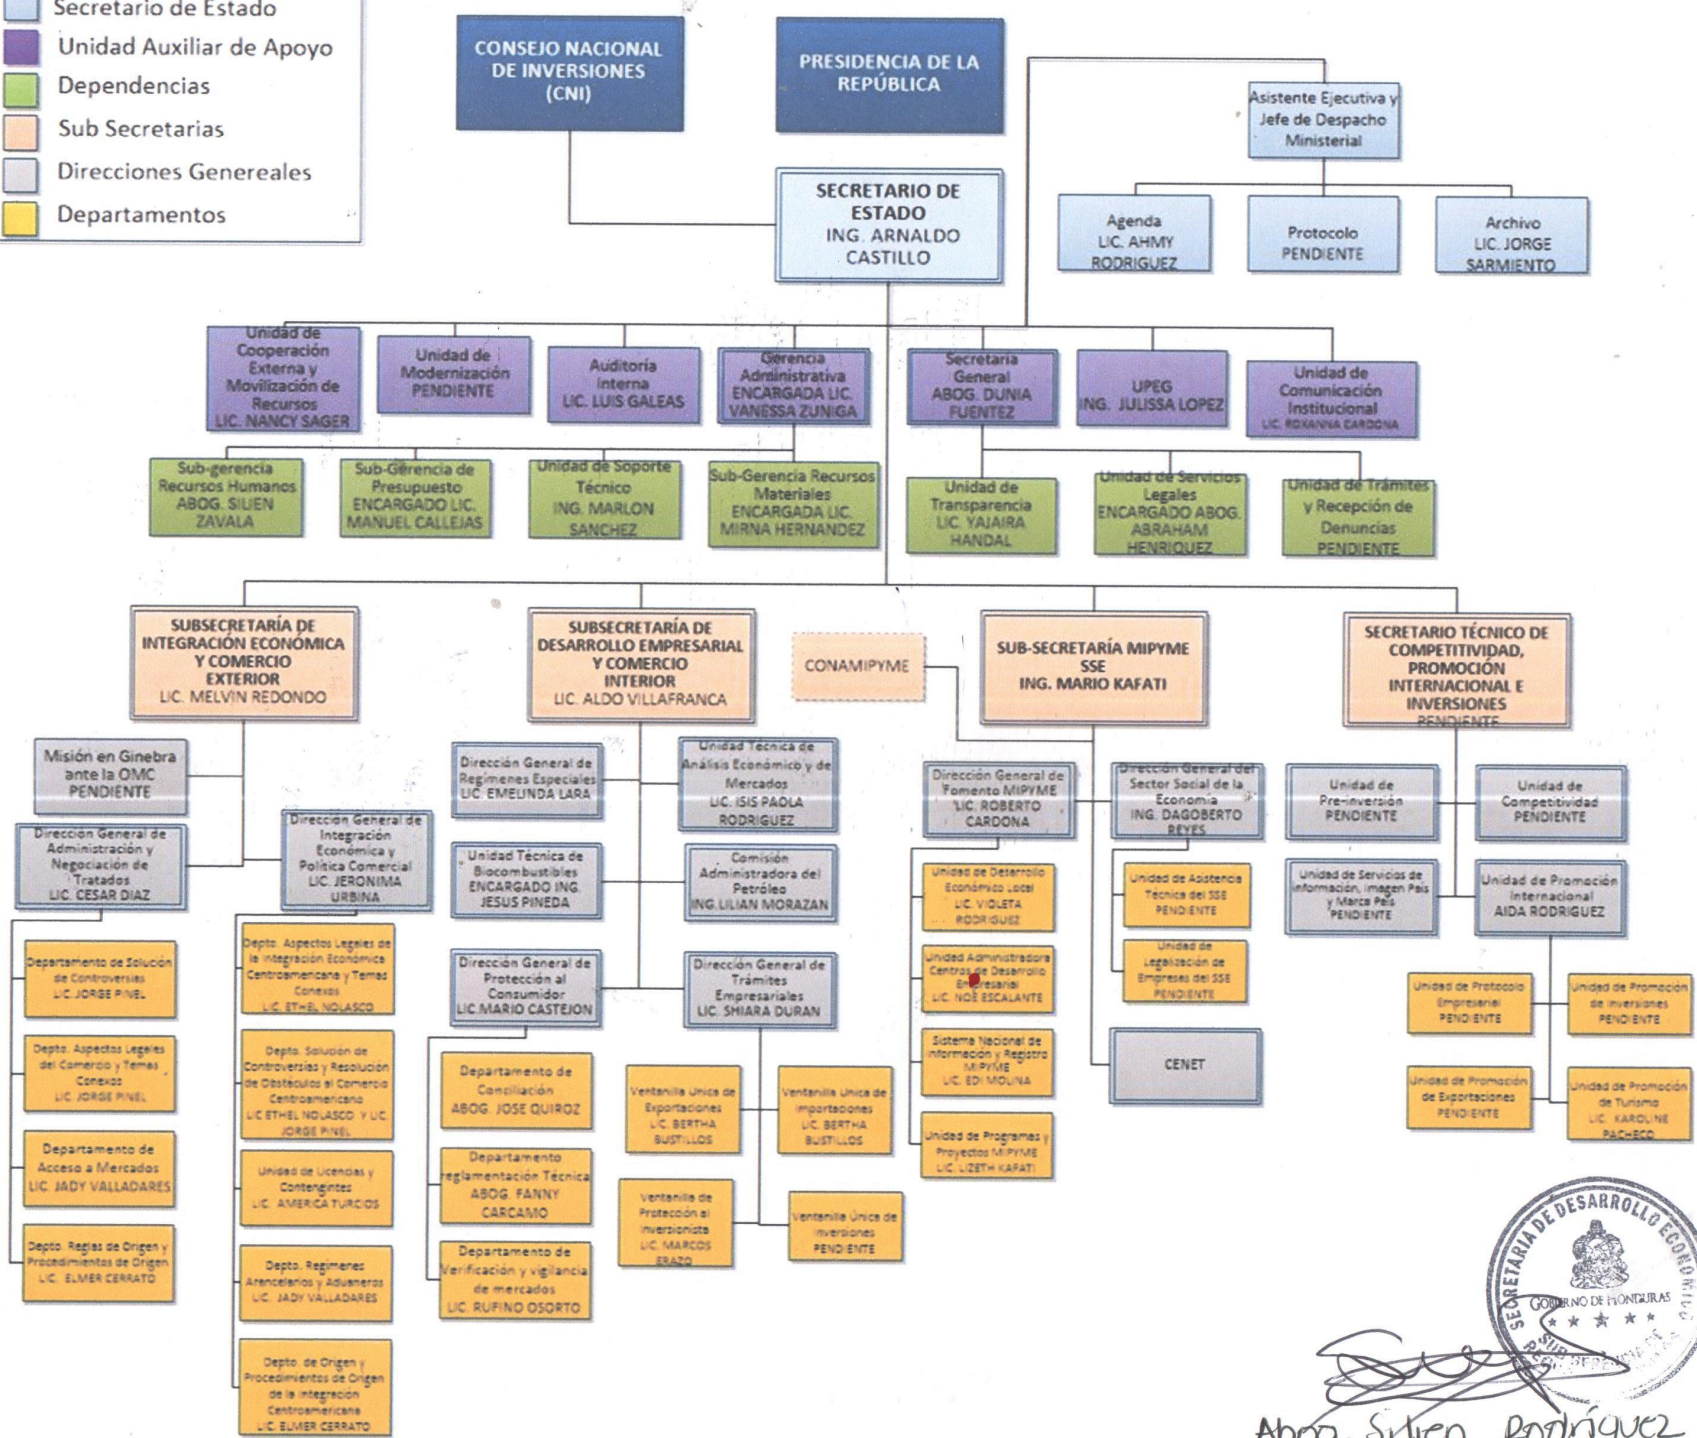 Secretario de Estado
Unidad Auxiliar de Apoyo
Dependencias
Sub Secretarias
Direcciones Genereales
Departamentos
CONSEJO NACIONAL
DE INVERSIONES
(CNI)
PRESIDENCIA DE LA
REPÚBLICA
SECRETARIO DE
ESTADO
ING. ARNALDO
CASTILLO
Asistente Ejecutiva y
Jefe de Despacho
Ministerial
Agenda
LIC. AHMY
RODRIGUEZ
Protocolo
PENDIENTE
Archivo
LIC. JORGE
SARMIENTO
Unidad de
Cooperación
Externa y
Movilización de
Recursos
LIC. NANCY SAGER
Unidad de
Modernización
PENDIENTE
Auditoría
Interna
LIC. LUIS GALEAS
Gerencia
Administrativa
ENCARGADA LIC.
VANESSA ZUNIGA
Secretaria
General
ABOG. DUNIA
FUENTEZ
UPEG
ING. JULISSA LOPEZ
Unidad de
Comunicación
Institucional
LIC. ROXANNA CARDONA
Sub-gerencia
Recursos Humanos
ABOG. SILIEN
ZAVALA
Sub-Gerencia de
Presupuesto
ENCARGADO LIC.
MANUEL CALLEJAS
Unidad de Soporte
Técnico
ING. MARLON
SANCHEZ
Sub-Gerencia Recursos
Materiales
ENCARGADA LIC.
MIRNA HERNANDEZ
Unidad de
Transparencia
LIC. YAJAIRA
HANDAL
Unidad de Servicios
Legales
ENCARGADO ABOG.
ABRAHAM
HENRIQUEZ
Unidad de Trámites
y Recepción de
Denuncias
PENDIENTE
SUBSECRETARÍA DE
INTEGRACIÓN ECONÓMICA
Y COMERCIO
EXTERIOR
LIC. MELVIN REDONDO
SUBSECRETARÍA DE
DESARROLLO EMPRESARIAL
Y COMERCIO
INTERIOR
LIC. ALDO VILLAFRANCA
CONAMIPYME
SUB-SECRETARÍA MIPYME
SSE
ING. MARIO KAFATI
SECRETARIO TÉCNICO DE
COMPETITIVIDAD,
PROMOCIÓN
INTERNACIONAL E
INVERSIONES
PENDIENTE
Misión en Ginebra
ante la OMC
PENDIENTE
Dirección General de
Administración y
Negociación de
Tratados
LIC. CESAR DIAZ
Dirección General de
Integración
Económica y
Política Comercial
LIC. JERONIMA
URBINA
Departamento de Solución
de Controversias
LIC. JORGE PINEL
Depto. Aspectos Legales
del Comercio y Temas
Conexos
LIC. JORGE PINEL
Departamento de
Acceso a Mercados
LIC. JADY VALLADARES
Depto. Reglas de Origen y
Procedimientos de Origen
LIC. ELMER CERRATO
Depto. Aspectos Legales de
la Integración Económica
Centroamericana y Temas
Conexos
LIC. ETHEL NOLASCO
Depto. Solución de
Controversias y Resolución
de Obstáculos al Comercio
Centroamericano
LIC ETHEL NOLASCO Y LIC.
JORGE PINEL
Unidad de Licencias y
Contengintes
LIC. AMERICA TURCIOS
Depto. Regimenes
Arancelarios y Aduaneros
LIC. JADY VALLADARES
Depto. de Origen y
Procedimientos de Origen
de la Integración
Centroamericana
LIC. ELMER CERRATO
Dirección General de
Regímenes Especiales
LIC. EMELINDA LARA
Unidad Técnica de
Análisis Económico y de
Mercados
LIC. ISIS PAOLA
RODRIGUEZ
Unidad Técnica de
Biocombustibles
ENCARGADO ING.
JESUS PINEDA
Comisión
Administradora del
Petróleo
ING.LILIAN MORAZAN
Dirección General de
Protección al
Consumidor
LIC MARIO CASTEJON
Dirección General de
Trámites
Empresariales
LIC. SHIARA DURAN
Departamento de
Conciliación
ABOG. JOSE QUIROZ
Departamento
reglamentación Técnica
ABOG. FANNY
CARCAMO
Departamento de
Verificación y vigilancia
de mercados
LIC. RUFINO OSORTO
Ventanilla Unica de
Exportaciones
LIC. BERTHA
BUSTILLOS
Ventanilla Unica de
Importaciones
LIC. BERTHA
BUSTILLOS
Ventanilla de
Protección al
Inversionista
LIC. MARCOS
ERAZO
Ventanilla Única de
Inversiones
PENDIENTE
Dirección General de
Fomento MIPYME
LIC. ROBERTO
CARDONA
Dirección General del
Sector Social de la
Economía
ING. DAGOBERTO
REYES
Unidad de Desarrollo
Económico Local
LIC. VIOLETA
RODRIGUEZ
Unidad Administradora
Centros de Desarrollo
Empresarial
LIC. NOÉ ESCALANTE
Sistema Nacional de
Información y Registro
MIPYME
LIC. EDI MOLINA
Unidad de Programas y
Proyectos MIPYME
LIC. LIZETH KAFATI
Unidad de Asistencia
Técnica del SSE
PENDIENTE
Unidad de
Legalización de
Empresas del SSE
PENDIENTE
CENET
Unidad de
Pre-inversión
PENDIENTE
Unidad de
Competitividad
PENDIENTE
Unidad de Servicios de
información, Imagen País
y Marca País
PENDIENTE
Unidad de Promoción
Internacional
AIDA RODRIGUEZ
Unidad de Protocolo
Empresarial
PENDIENTE
Unidad de Promoción
de Inversiones
PENDIENTE
Unidad de Promoción
de Exportaciones
PENDIENTE
Unidad de Promoción
de Turismo
LIC. KAROLINE
PACHECO
SECRETARIA DE DESARROLLO ECONOMICO
GOBIERNO DE HONDURAS
SUB GERENCIA DE
Abog. Silien Rodríguez